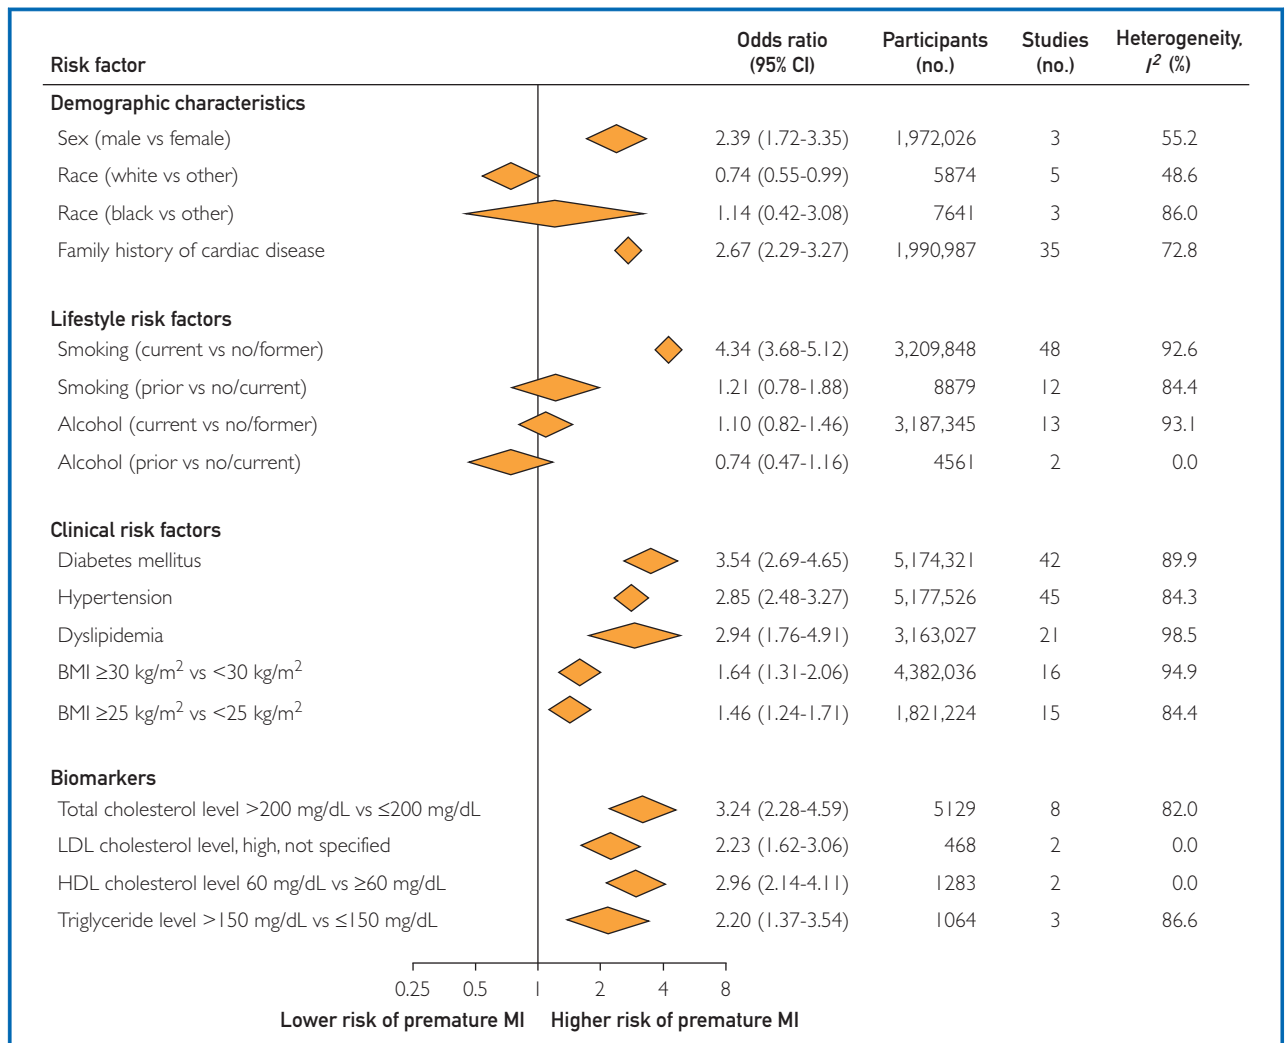 Risk factor Odds ratio (95% CI) Participants (no.) Studies (no.) Heterogeneity, I² (%)
Demographic characteristics
Sex (male vs female) 2.39 (1.72-3.35) 1,972,026 3 55.2
Race (white vs other) 0.74 (0.55-0.99) 5874 5 48.6
Race (black vs other) 1.14 (0.42-3.08) 7641 3 86.0
Family history of cardiac disease 2.67 (2.29-3.27) 1,990,987 35 72.8
Lifestyle risk factors
Smoking (current vs no/former) 4.34 (3.68-5.12) 3,209,848 48 92.6
Smoking (prior vs no/current) 1.21 (0.78-1.88) 8879 12 84.4
Alcohol (current vs no/former) 1.10 (0.82-1.46) 3,187,345 13 93.1
Alcohol (prior vs no/current) 0.74 (0.47-1.16) 4561 2 0.0
Clinical risk factors
Diabetes mellitus 3.54 (2.69-4.65) 5,174,321 42 89.9
Hypertension 2.85 (2.48-3.27) 5,177,526 45 84.3
Dyslipidemia 2.94 (1.76-4.91) 3,163,027 21 98.5
BMI ≥30 kg/m² vs <30 kg/m² 1.64 (1.31-2.06) 4,382,036 16 94.9
BMI ≥25 kg/m² vs <25 kg/m² 1.46 (1.24-1.71) 1,821,224 15 84.4
Biomarkers
Total cholesterol level >200 mg/dL vs ≤200 mg/dL 3.24 (2.28-4.59) 5129 8 82.0
LDL cholesterol level, high, not specified 2.23 (1.62-3.06) 468 2 0.0
HDL cholesterol level 60 mg/dL vs ≥60 mg/dL 2.96 (2.14-4.11) 1283 2 0.0
Triglyceride level >150 mg/dL vs ≤150 mg/dL 2.20 (1.37-3.54) 1064 3 86.6
0.25 0.5 1 2 4 8
Lower risk of premature MI Higher risk of premature MI